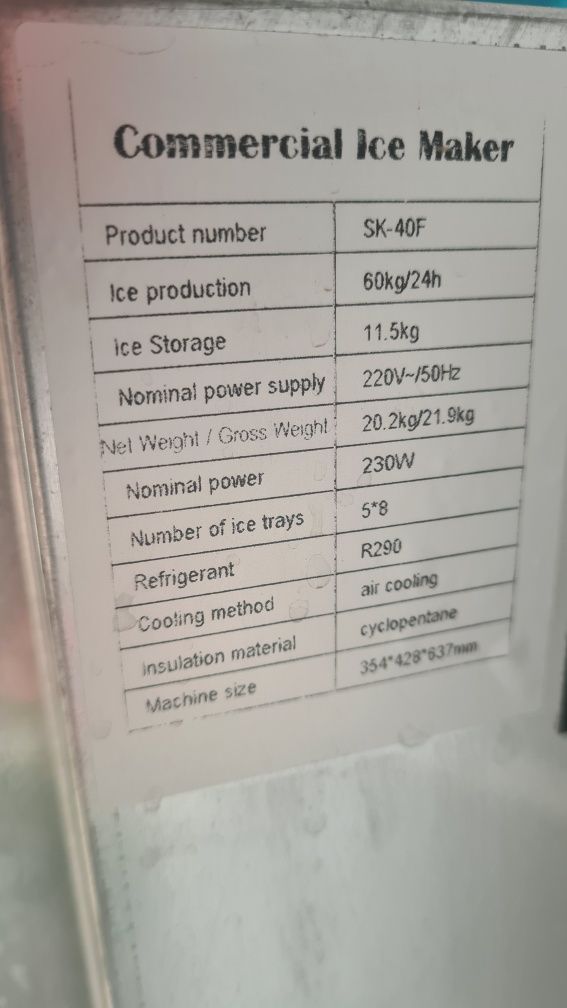 Commercial Ice Maker
Product number SK-40F
Ice production 60kg/24h
Ice Storage 11.5kg
Nominal power supply 220V~/50Hz
Net Weight / Gross Weight 20.2kg/21.9kg
Nominal power 230W
Number of ice trays 5*8
Refrigerant R290
Cooling method air cooling
Insulation material cyclopentane
Machine size 354*428*637mm